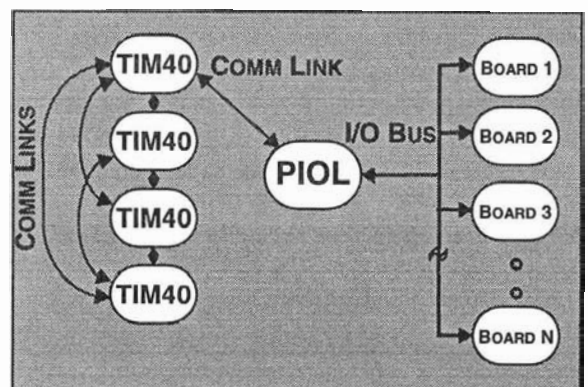 TIM40
COMM LINK
BOARD 1
TIM40
I/O BUS
BOARD 2
PIOL
COMM LINKS
TIM40
BOARD 3
TIM40
BOARD N